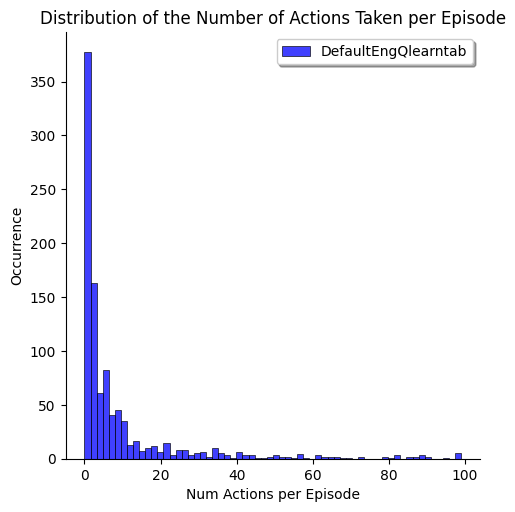 Distribution of the Number of Actions Taken per Episode
DefaultEngQlearntab
Occurrence
350
300
250
200
150
100
50
0
0 20 40 60 80 100
Num Actions per Episode